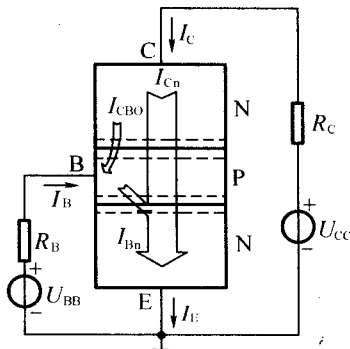 C
I_C
I_Cn
I_CBO
N
R_C
B
P
I_B
I_Bn
N
R_B
U_CC
+
−
U_BB
+
−
E
I_E